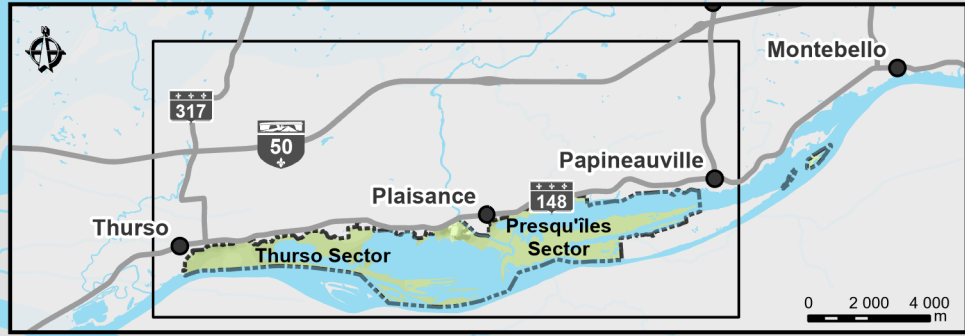 Montebello
317
50
Papineauville
Plaisance
148
Thurso
Presqu'îles
Sector
Thurso Sector
0 2 000 4 000
m